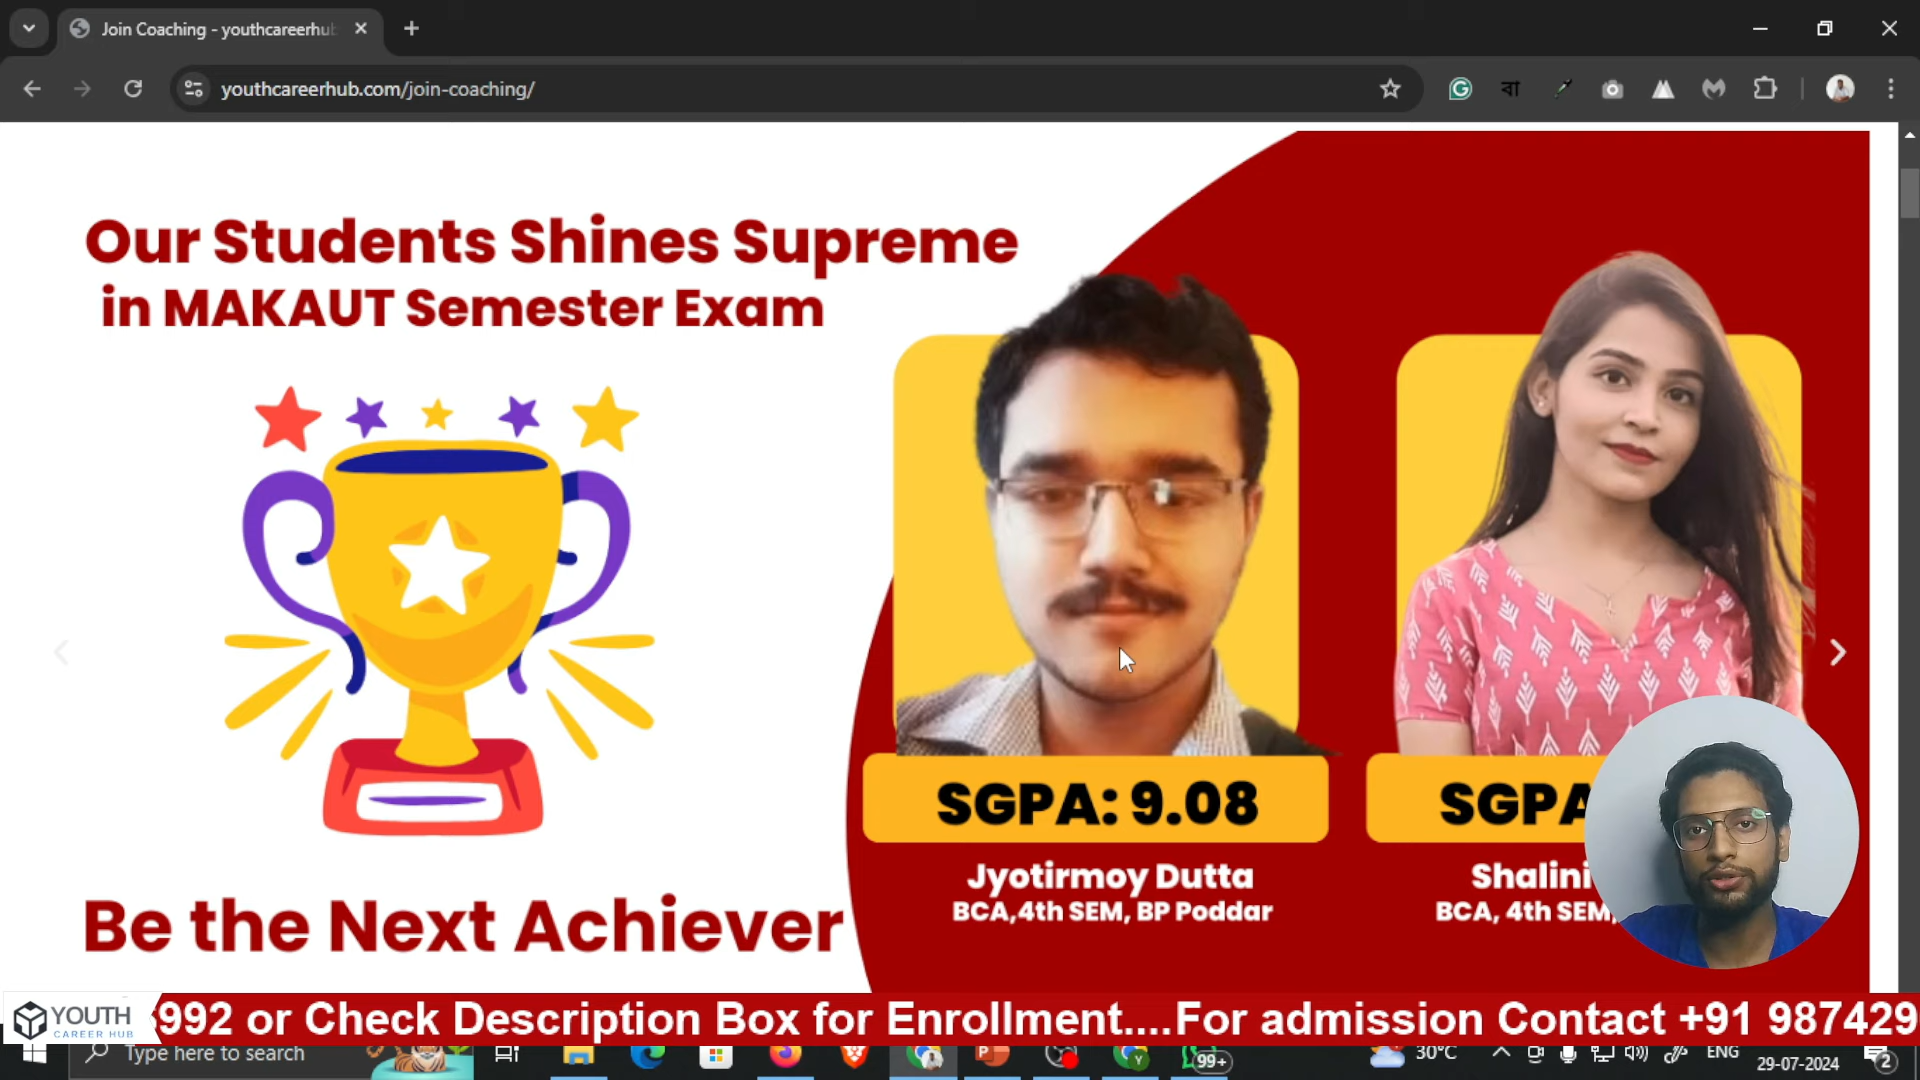 Join Coaching - youthcareerhub
youthcareerhub.com/join-coaching/
বা
Our Students Shines Supreme
in MAKAUT Semester Exam
SGPA: 9.08
SGPA
Jyotirmoy Dutta
BCA,4th SEM, BP Poddar
Shalini
BCA, 4th SEM,
Be the Next Achiever
YOUTH
CAREER HUB
992 or Check Description Box for Enrollment....For admission Contact +91 987429
Type here to search
99+
30°C
ENG
29-07-2024
2